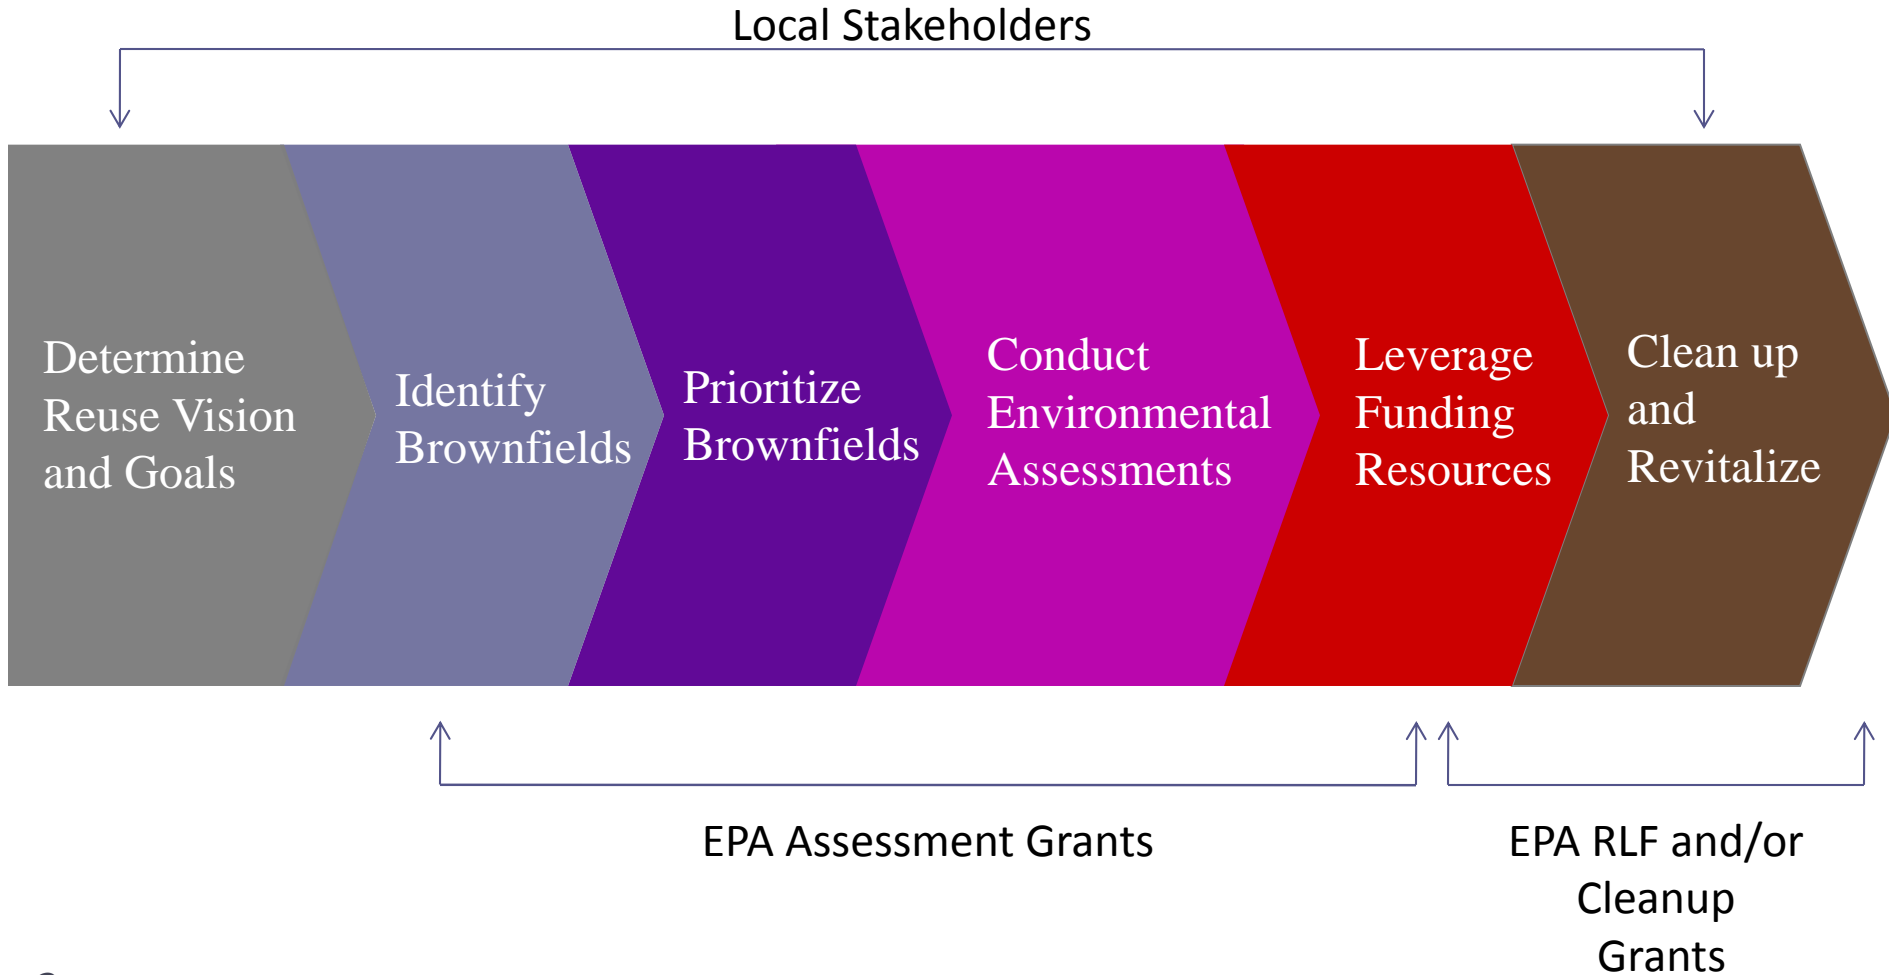 Local Stakeholders
Determine
Reuse Vision
and Goals
Identify
Brownfields
Prioritize
Brownfields
Conduct
Environmental
Assessments
Leverage
Funding
Resources
Clean up
and
Revitalize
EPA Assessment Grants
EPA RLF and/or
Cleanup
Grants